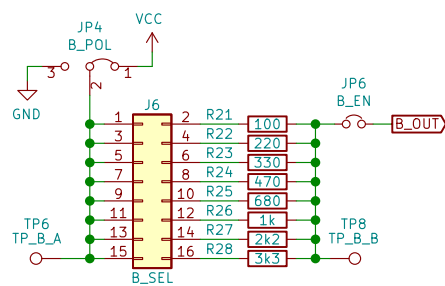 JP4
B_POL
VCC
3
1
2
GND
J6
JP6
B_EN
B_OUT
1
2
R21
100
3
4
R22
220
5
6
R23
330
7
8
R24
470
9
10
R25
680
11
12
R26
1k
13
14
R27
2k2
15
16
R28
3k3
TP6
TP_B_A
TP8
TP_B_B
B_SEL